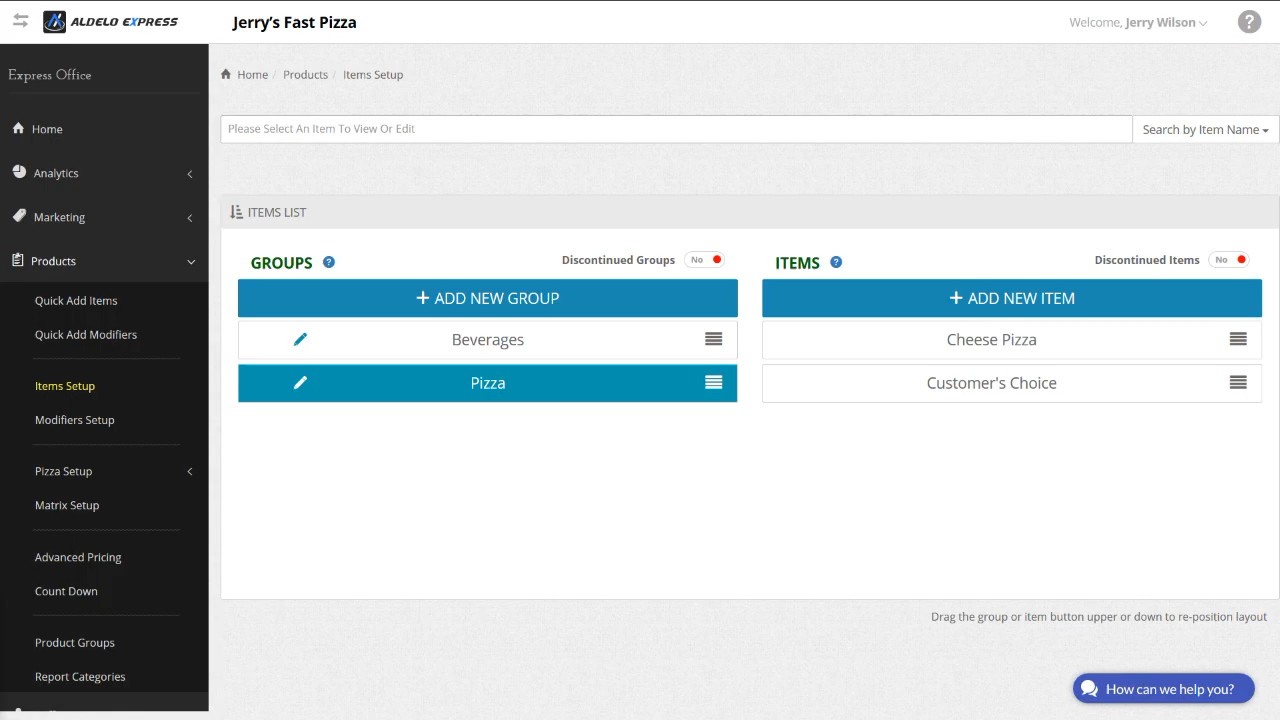 ALDELO EXPRESS
Jerry’s Fast Pizza
Welcome, Jerry Wilson
?
Express Office
Home / Products / Items Setup
Home
Please Select An Item To View Or Edit
Search by Item Name
Analytics
Marketing
ITEMS LIST
Products
GROUPS ?
Discontinued Groups No
ITEMS ?
Discontinued Items No
Quick Add Items
+ ADD NEW GROUP
+ ADD NEW ITEM
Quick Add Modifiers
Beverages
Cheese Pizza
Items Setup
Pizza
Customer's Choice
Modifiers Setup
Pizza Setup
Matrix Setup
Advanced Pricing
Count Down
Drag the group or item button upper or down to re-position layout
Product Groups
Report Categories
How can we help you?